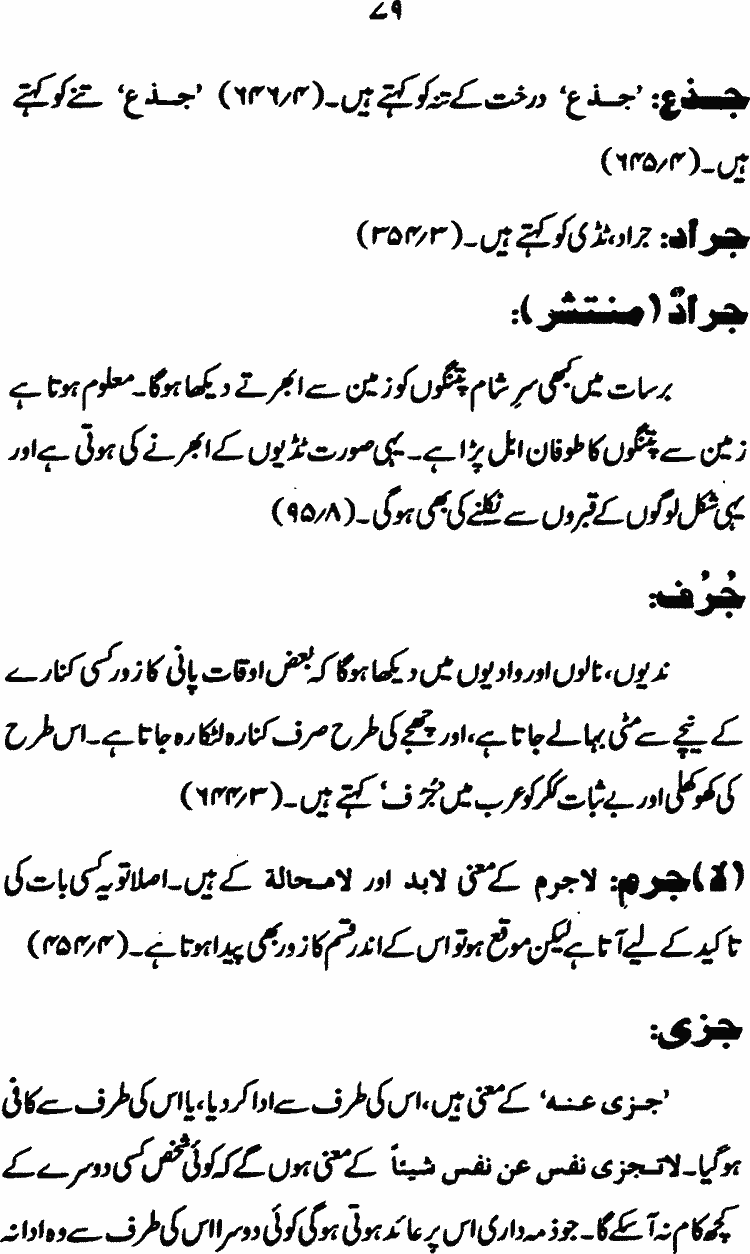 ۷۹
جذع: ’جذع‘ درخت کے تنہ کو کہتے ہیں۔(۶۴۶/۴) ’جذع‘ تنے کو کہتے
ہیں۔(۶۴۵/۴)
جراد: جراد، ٹڈی کو کہتے ہیں۔(۳۵۴/۳)
جرادٌ (منتشر):
برسات میں کبھی سرِ شام پتنگوں کو زمین سے ابھرتے دیکھا ہوگا۔ معلوم ہوتا ہے
زمین سے پتنگوں کا طوفان ابل پڑا ہے۔ یہی صورت ٹڈیوں کے ابھرنے کی ہوتی ہے اور
یہی شکل لوگوں کے قبروں سے نکلنے کی بھی ہوگی۔(۹۵/۸)
جُرُف:
ندیوں، نالوں اور وادیوں میں دیکھا ہوگا کہ بعض اوقات پانی کا زور کسی کنارے
کے نیچے سے مٹی بہا لے جاتا ہے، اور چھجے کی طرح صرف کنارہ لٹکا رہ جاتا ہے۔ اس طرح
کی کھوکھلی اور بے ثبات ککر کو عرب میں ’جُرُف‘ کہتے ہیں۔(۶۴۴/۳)
(لا) جرم: لاجرم کے معنی لابد اور لامحالة کے ہیں۔ اصلا تو یہ کسی بات کی
تاکید کے لیے آتا ہے لیکن موقع ہو تو اس کے اندر قسم کا زور بھی پیدا ہوتا ہے۔(۴۵۴/۴)
جزی:
’جزی عنه‘ کے معنی ہیں، اس کی طرف سے ادا کر دیا، یا اس کی طرف سے کافی
ہو گیا۔ لاتجزی نفس عن نفس شیئاً کے معنی ہوں گے کہ کوئی شخص کسی دوسرے کے
کچھ کام نہ آ سکے گا۔ جو ذمہ داری اس پر عائد ہوتی ہوگی کوئی دوسرا اس کی طرف سے وہ ادا نہ